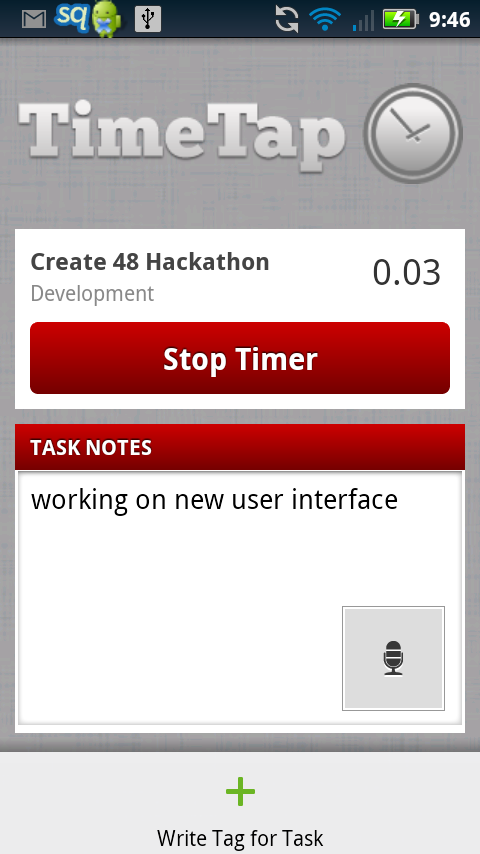 sq
9:46
TimeTap
Create 48 Hackathon
0.03
Development
Stop Timer
TASK NOTES
working on new user interface
Write Tag for Task